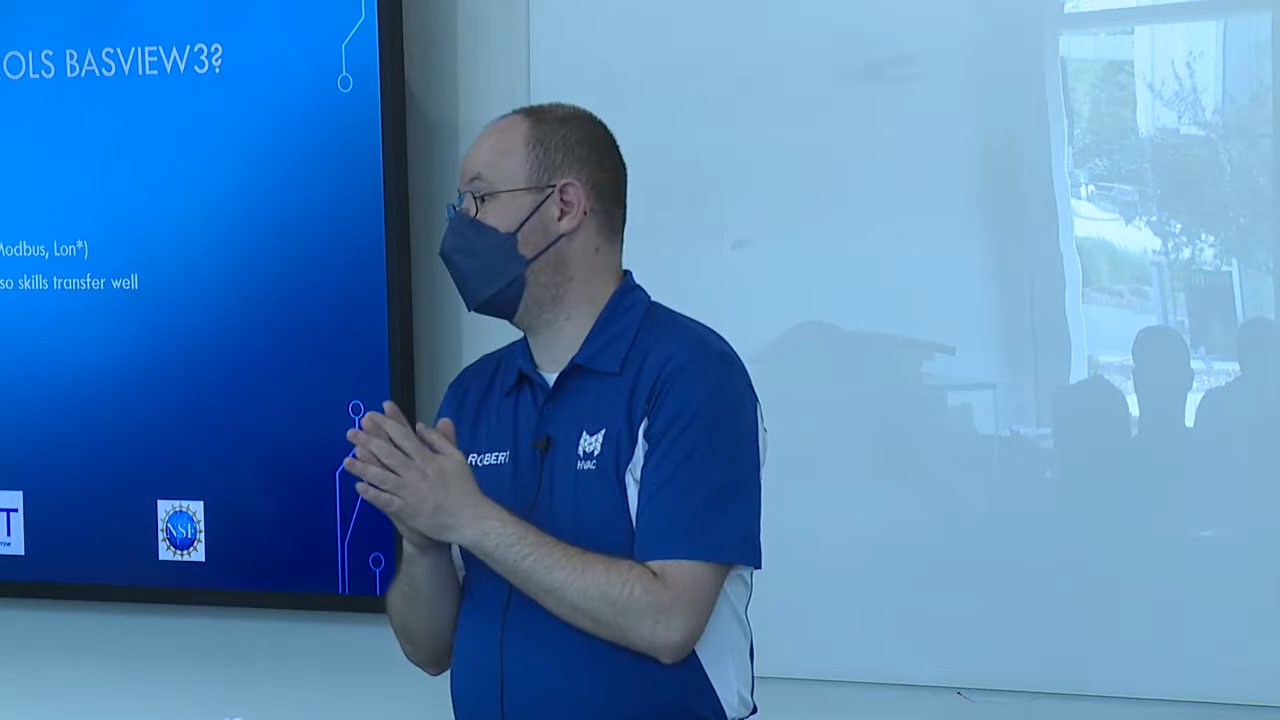 OLS BASVIEW3?
Modbus, Lon*)
so skills transfer well
T
NSF
ROBERT
HVAC